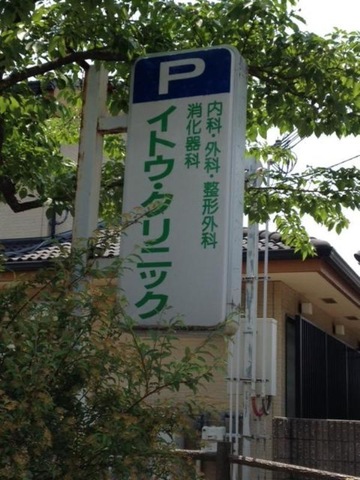 P
内科・外科・整形外科
消化器科
イトウ・クリニック